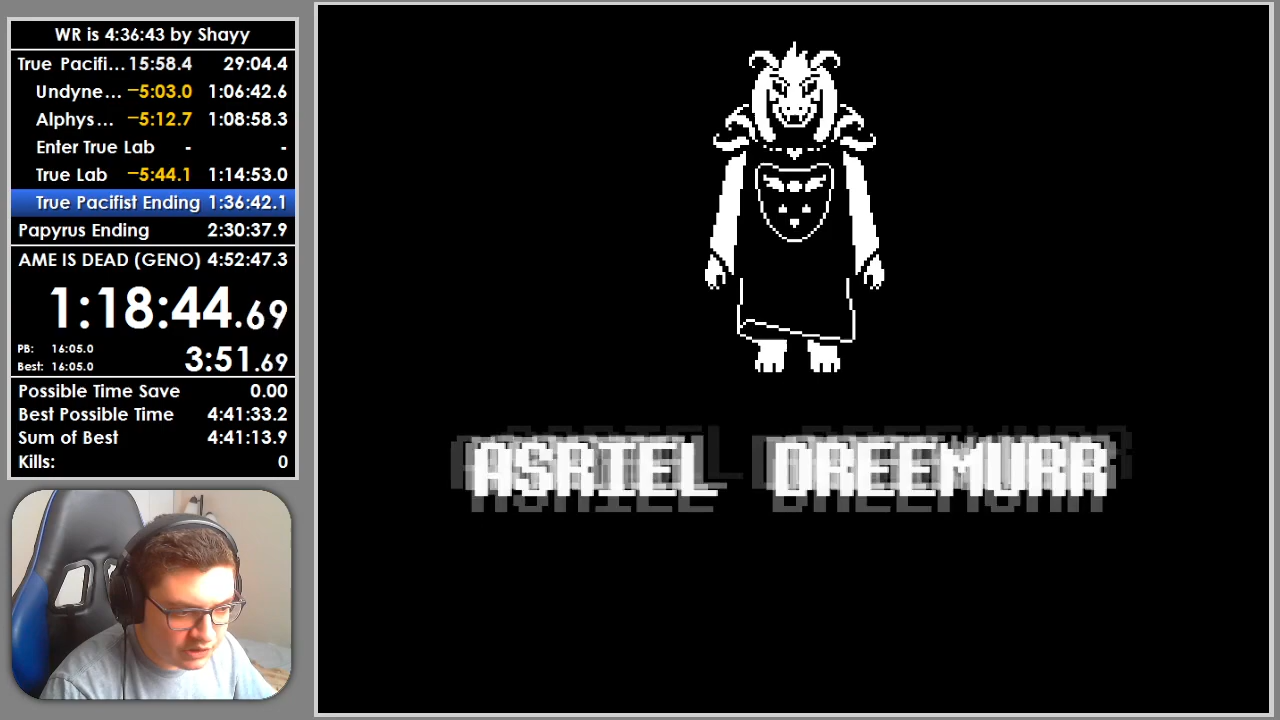 WR is 4:36:43 by Shayy
True Pacifi... 15:58.4 29:04.4
Undyne... −5:03.0 1:06:42.6
Alphys... −5:12.7 1:08:58.3
Enter True Lab - -
True Lab −5:44.1 1:14:53.0
True Pacifist Ending 1:36:42.1
Papyrus Ending 2:30:37.9
AME IS DEAD (GENO) 4:52:47.3
1:18:44.69
PB: 16:05.0
Best: 16:05.0 3:51.69
Possible Time Save 0.00
Best Possible Time 4:41:33.2
Sum of Best 4:41:13.9
Kills: 0
ASRIEL DREEMURR